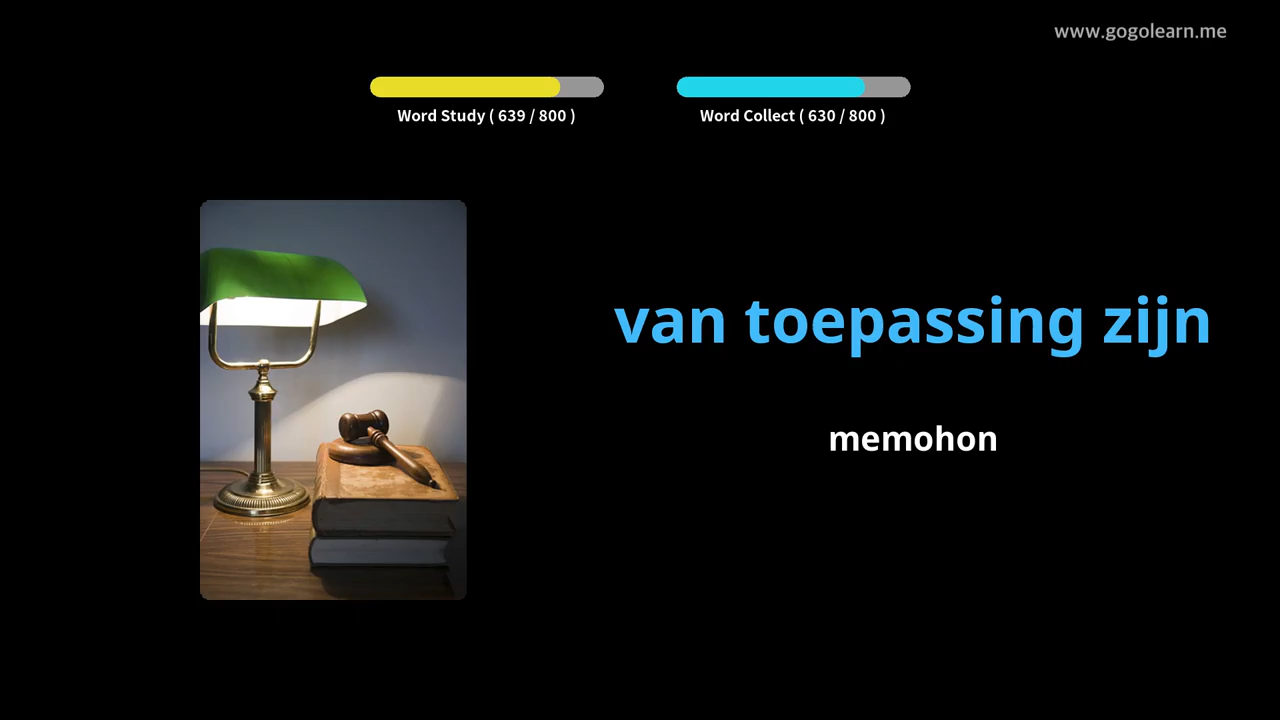 www.gogolearn.me
Word Study ( 639 / 800 )
Word Collect ( 630 / 800 )
van toepassing zijn
memohon